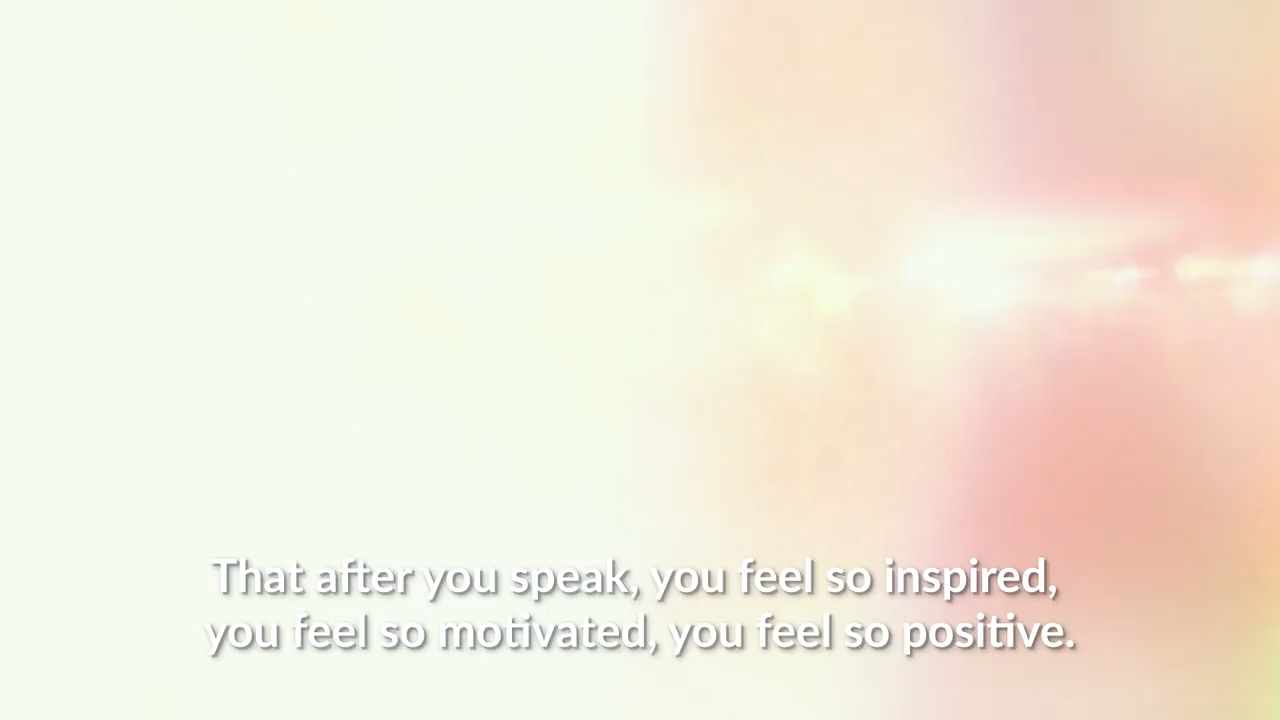 That after you speak, you feel so inspired,
you feel so motivated, you feel so positive.